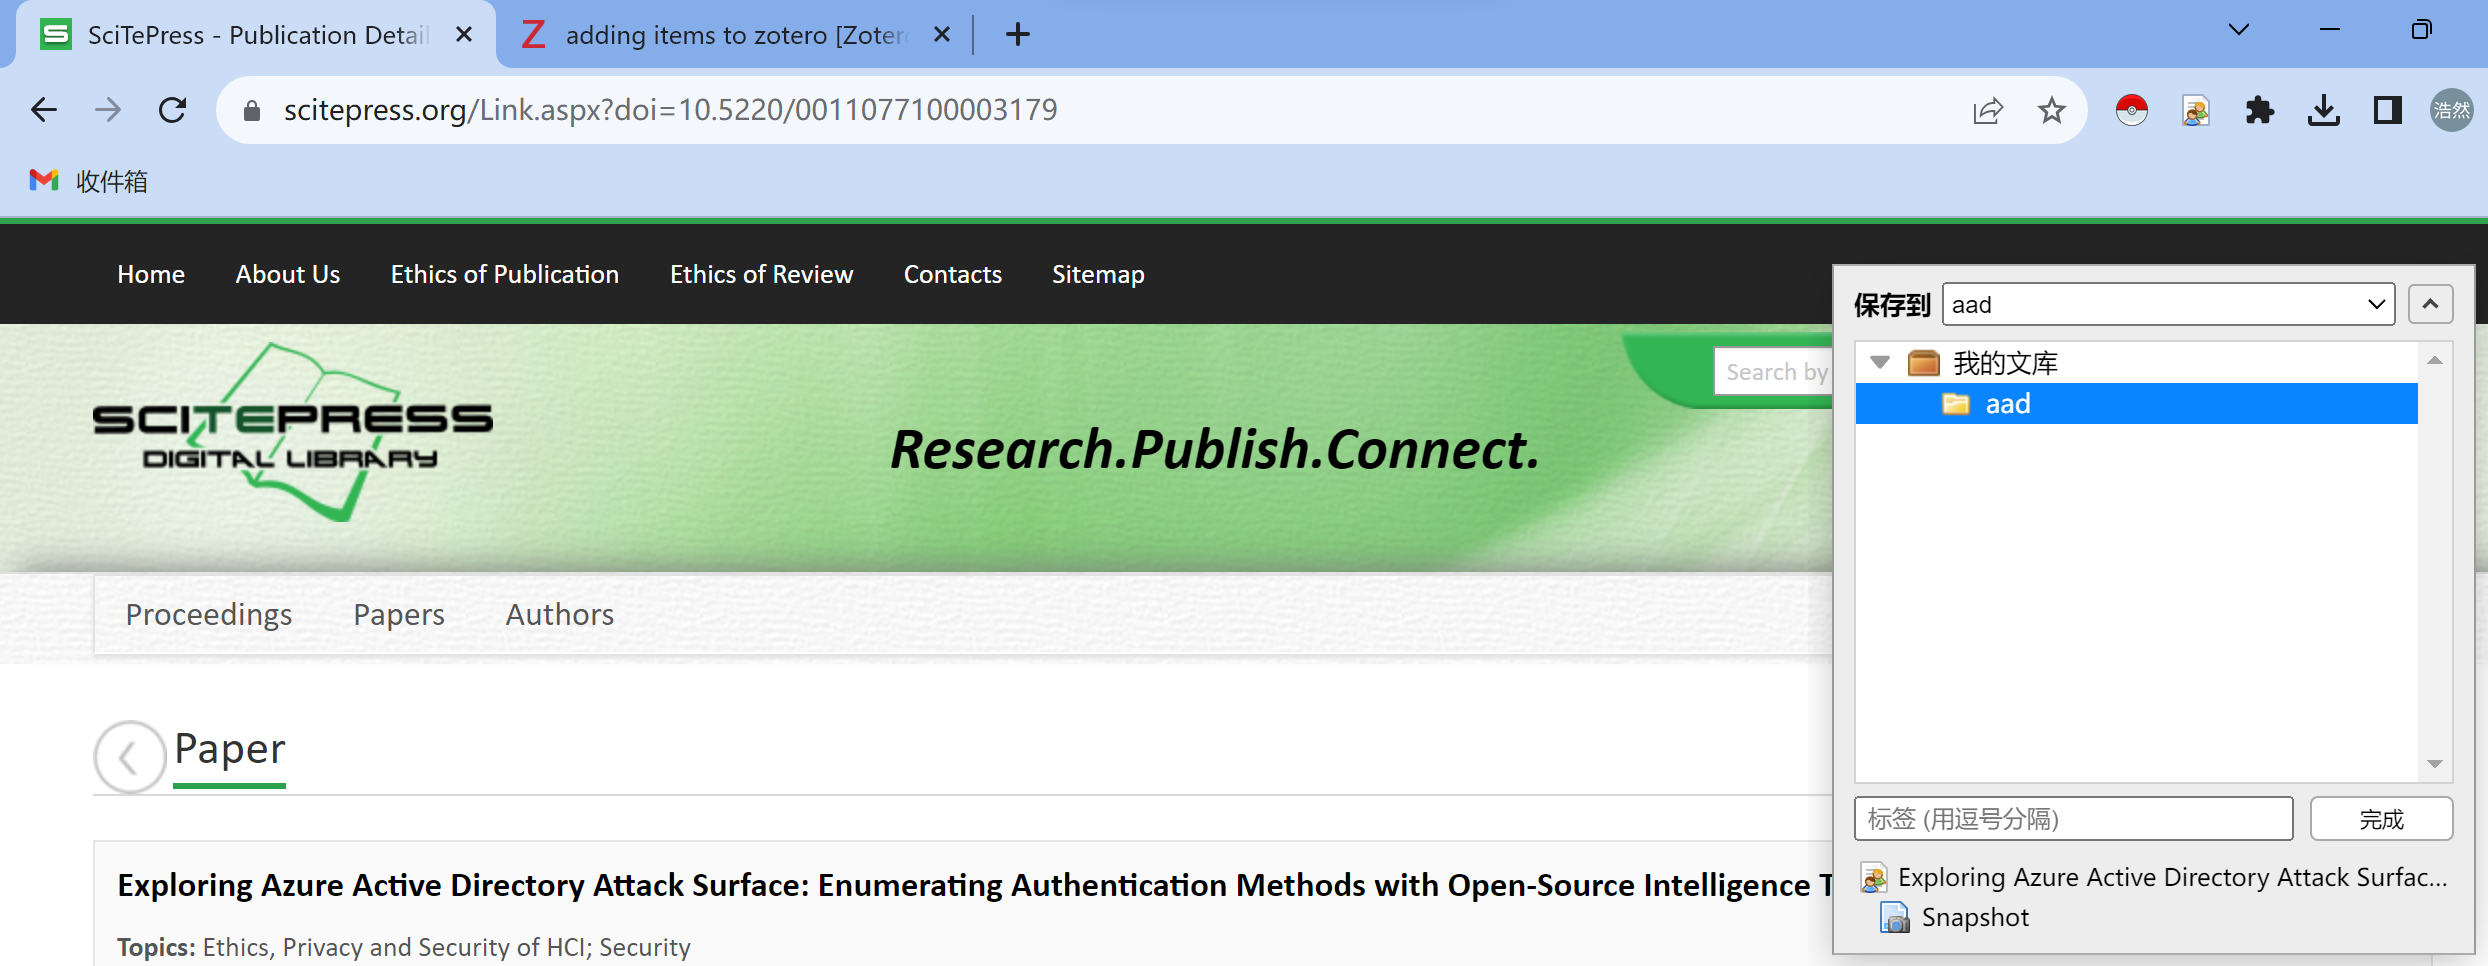 SciTePress - Publication Detail
adding items to zotero [Zotero
scitepress.org/Link.aspx?doi=10.5220/0011077100003179
浩然
收件箱
Home About Us Ethics of Publication Ethics of Review Contacts Sitemap
SCITEPRESS
DIGITAL LIBRARY
Research.Publish.Connect.
Search by
Proceedings Papers Authors
Paper
Exploring Azure Active Directory Attack Surface: Enumerating Authentication Methods with Open-Source Intelligence T
Topics: Ethics, Privacy and Security of HCI; Security
保存到 aad
我的文库
aad
标签 (用逗号分隔) 完成
Exploring Azure Active Directory Attack Surfac...
Snapshot